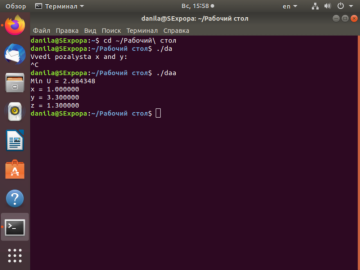 Обзор Терминал Вс, 15:58 en
danila@SExpopa: ~/Рабочий стол
Файл Правка Вид Поиск Терминал Справка
danila@SExpopa:~$ cd ~/Рабочий\ стол
danila@SExpopa:~/Рабочий стол$ ./da
Vvedi pozalysta x and y:
^C
danila@SExpopa:~/Рабочий стол$ ./daa
Min U = 2.684348
x = 1.000000
y = 3.300000
z = 1.300000
danila@SExpopa:~/Рабочий стол$